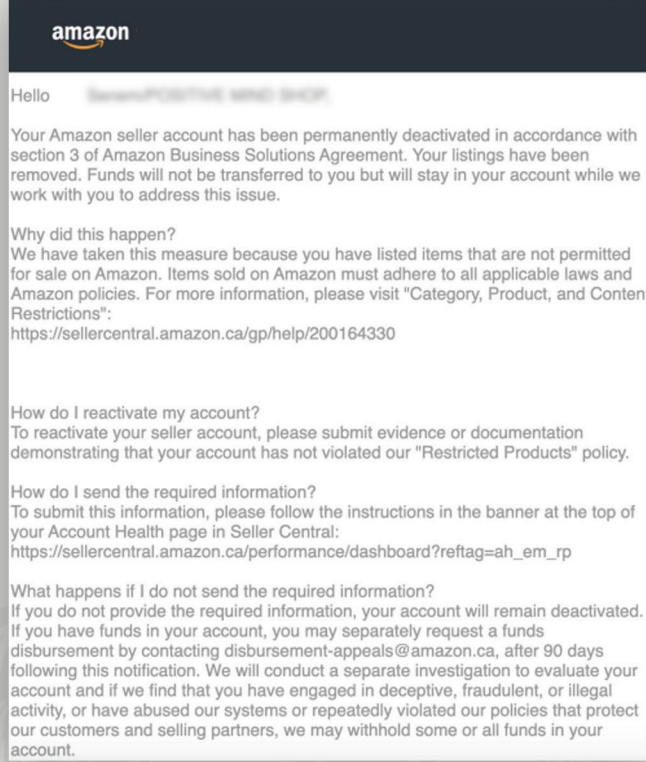 amazon
Hello
Your Amazon seller account has been permanently deactivated in accordance with
section 3 of Amazon Business Solutions Agreement. Your listings have been
removed. Funds will not be transferred to you but will stay in your account while we
work with you to address this issue.
Why did this happen?
We have taken this measure because you have listed items that are not permitted
for sale on Amazon. Items sold on Amazon must adhere to all applicable laws and
Amazon policies. For more information, please visit "Category, Product, and Conten
Restrictions":
https://sellercentral.amazon.ca/gp/help/200164330
How do I reactivate my account?
To reactivate your seller account, please submit evidence or documentation
demonstrating that your account has not violated our "Restricted Products" policy.
How do I send the required information?
To submit this information, please follow the instructions in the banner at the top of
your Account Health page in Seller Central:
https://sellercentral.amazon.ca/performance/dashboard?reftag=ah_em_rp
What happens if I do not send the required information?
If you do not provide the required information, your account will remain deactivated.
If you have funds in your account, you may separately request a funds
disbursement by contacting disbursement-appeals@amazon.ca, after 90 days
following this notification. We will conduct a separate investigation to evaluate your
account and if we find that you have engaged in deceptive, fraudulent, or illegal
activity, or have abused our systems or repeatedly violated our policies that protect
our customers and selling partners, we may withhold some or all funds in your
account.